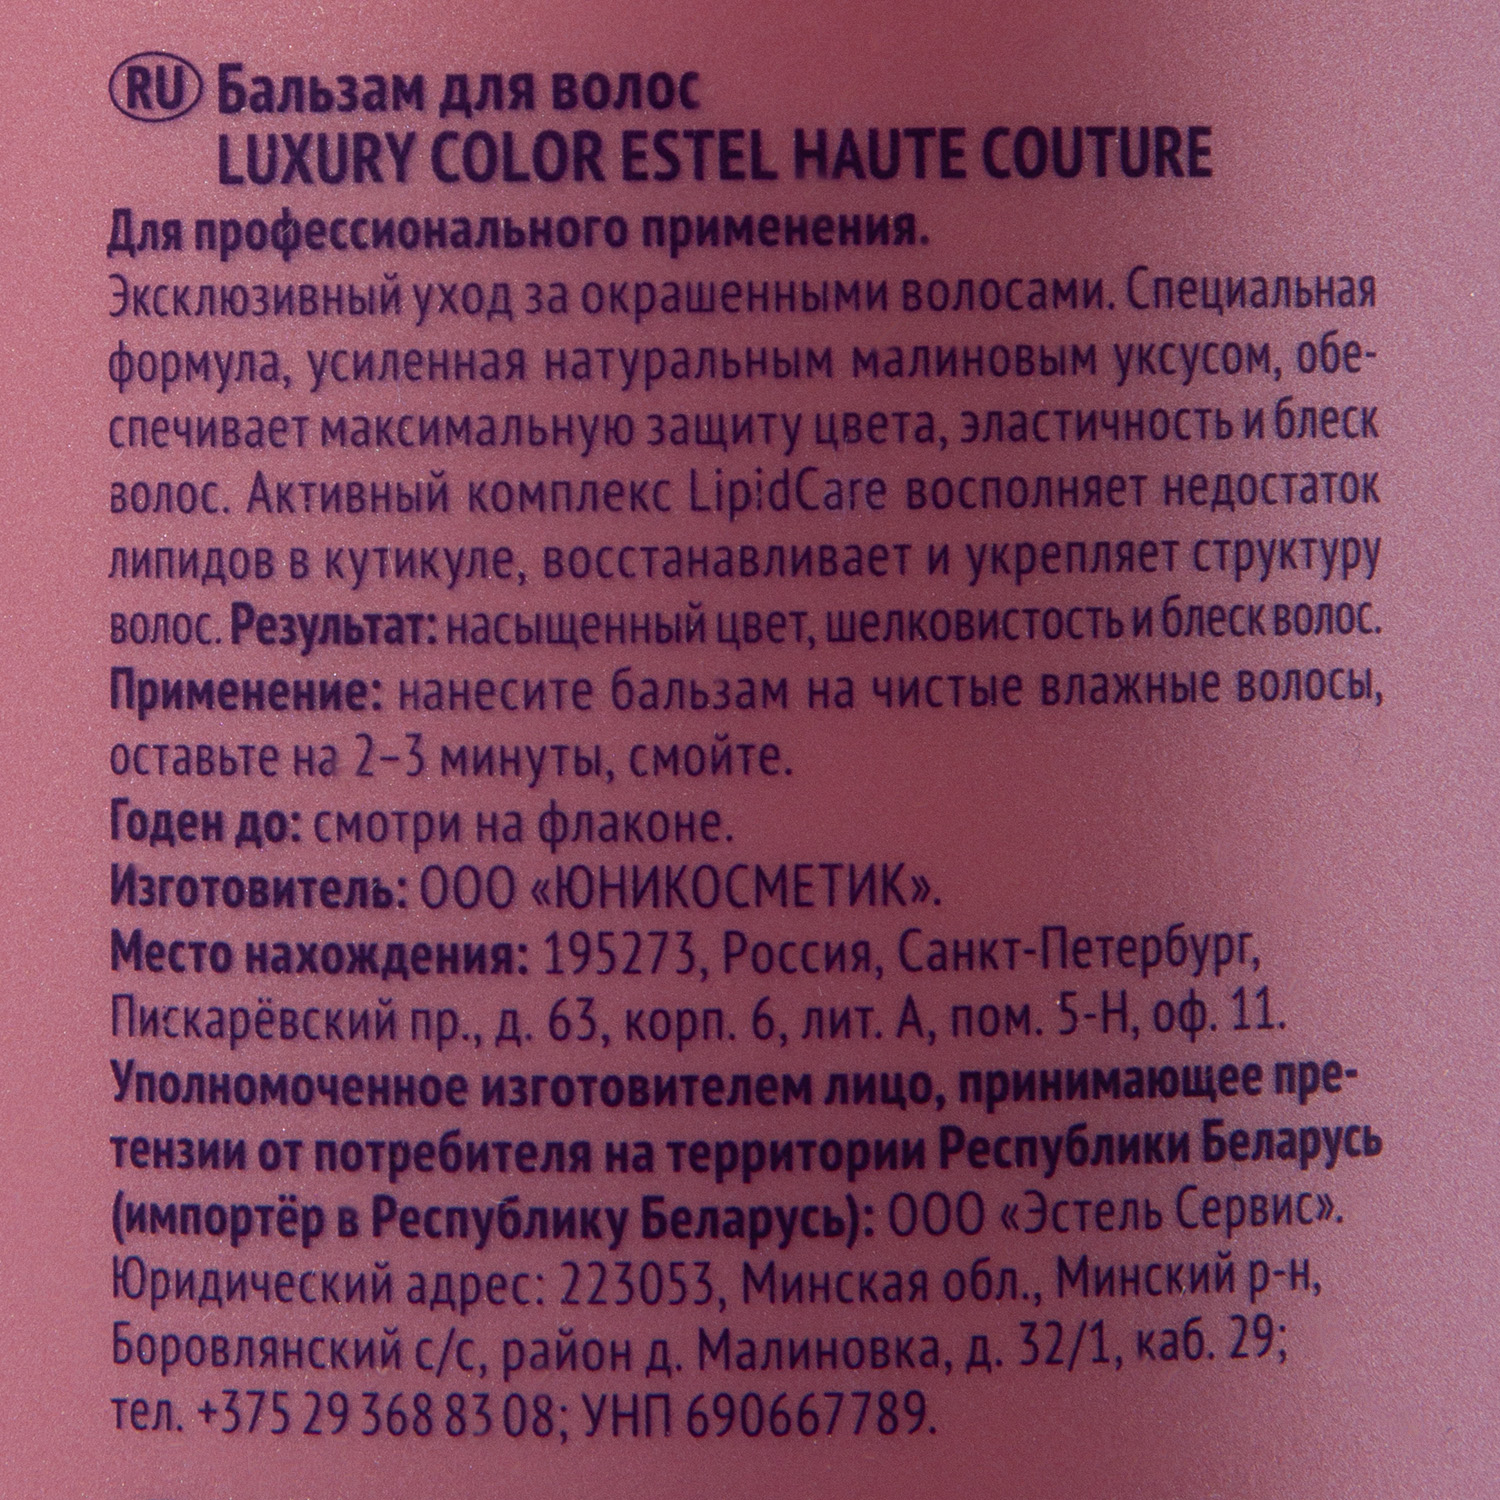 RU Бальзам для волос
LUXURY COLOR ESTEL HAUTE COUTURE
Для профессионального применения.
Эксклюзивный уход за окрашенными волосами. Специальная
формула, усиленная натуральным малиновым уксусом, обе-
спечивает максимальную защиту цвета, эластичность и блеск
волос. Активный комплекс LipidCare восполняет недостаток
липидов в кутикуле, восстанавливает и укрепляет структуру
волос. Результат: насыщенный цвет, шелковистость и блеск волос.
Применение: нанесите бальзам на чистые влажные волосы,
оставьте на 2–3 минуты, смойте.
Годен до: смотри на флаконе.
Изготовитель: ООО «ЮНИКОСМЕТИК».
Место нахождения: 195273, Россия, Санкт-Петербург,
Пискарёвский пр., д. 63, корп. 6, лит. А, пом. 5-Н, оф. 11.
Уполномоченное изготовителем лицо, принимающее пре-
тензии от потребителя на территории Республики Беларусь
(импортёр в Республику Беларусь): ООО «Эстель Сервис».
Юридический адрес: 223053, Минская обл., Минский р-н,
Боровлянский с/с, район д. Малиновка, д. 32/1, каб. 29;
тел. +375 29 368 83 08; УНП 690667789.